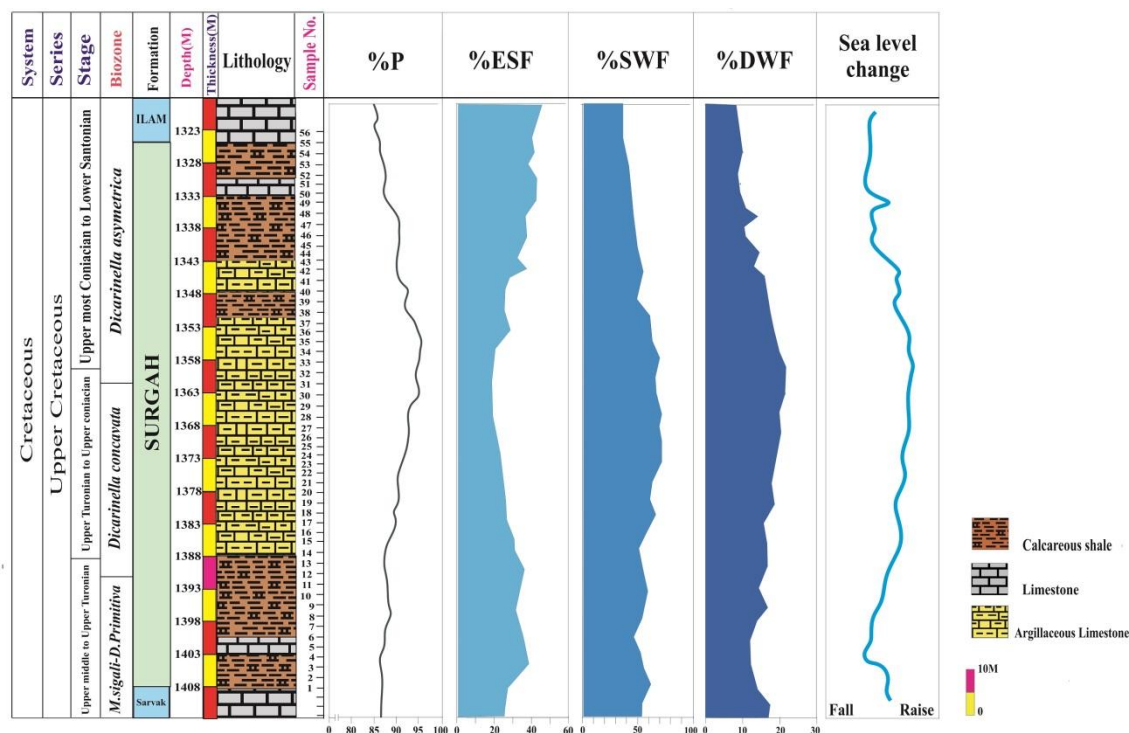 System
Series
Stage
Biozone
Formation
Depth(M)
Thickness(M)
Lithology
Sample No.
%P
%ESF
%SWF
%DWF
Sea level
change
Cretaceous
Upper Cretaceous
Upper most Coniacian to Lower Santonian
Upper Turonian to Upper coniacian
Upper middle to Upper Turonian
Dicarinella asymetrica
Dicarinella concavata
M.sigali-D.Primitiva
ILAM
SURGAH
Sarvak
1323
1328
1333
1338
1343
1348
1353
1358
1363
1368
1373
1378
1383
1388
1393
1398
1403
1408
56
55
54
53
52
51
50
49
48
47
46
45
44
43
42
41
40
39
38
37
36
35
34
33
32
31
30
29
28
27
26
25
24
23
22
21
20
19
18
17
16
15
14
13
12
11
10
9
8
7
6
5
4
3
2
1
0 80 85 90 95 100
0 20 40 60
0 50 100
0 10 20 30
Fall Raise
Calcareous shale
Limestone
Argillaceous Limestone
10M
0